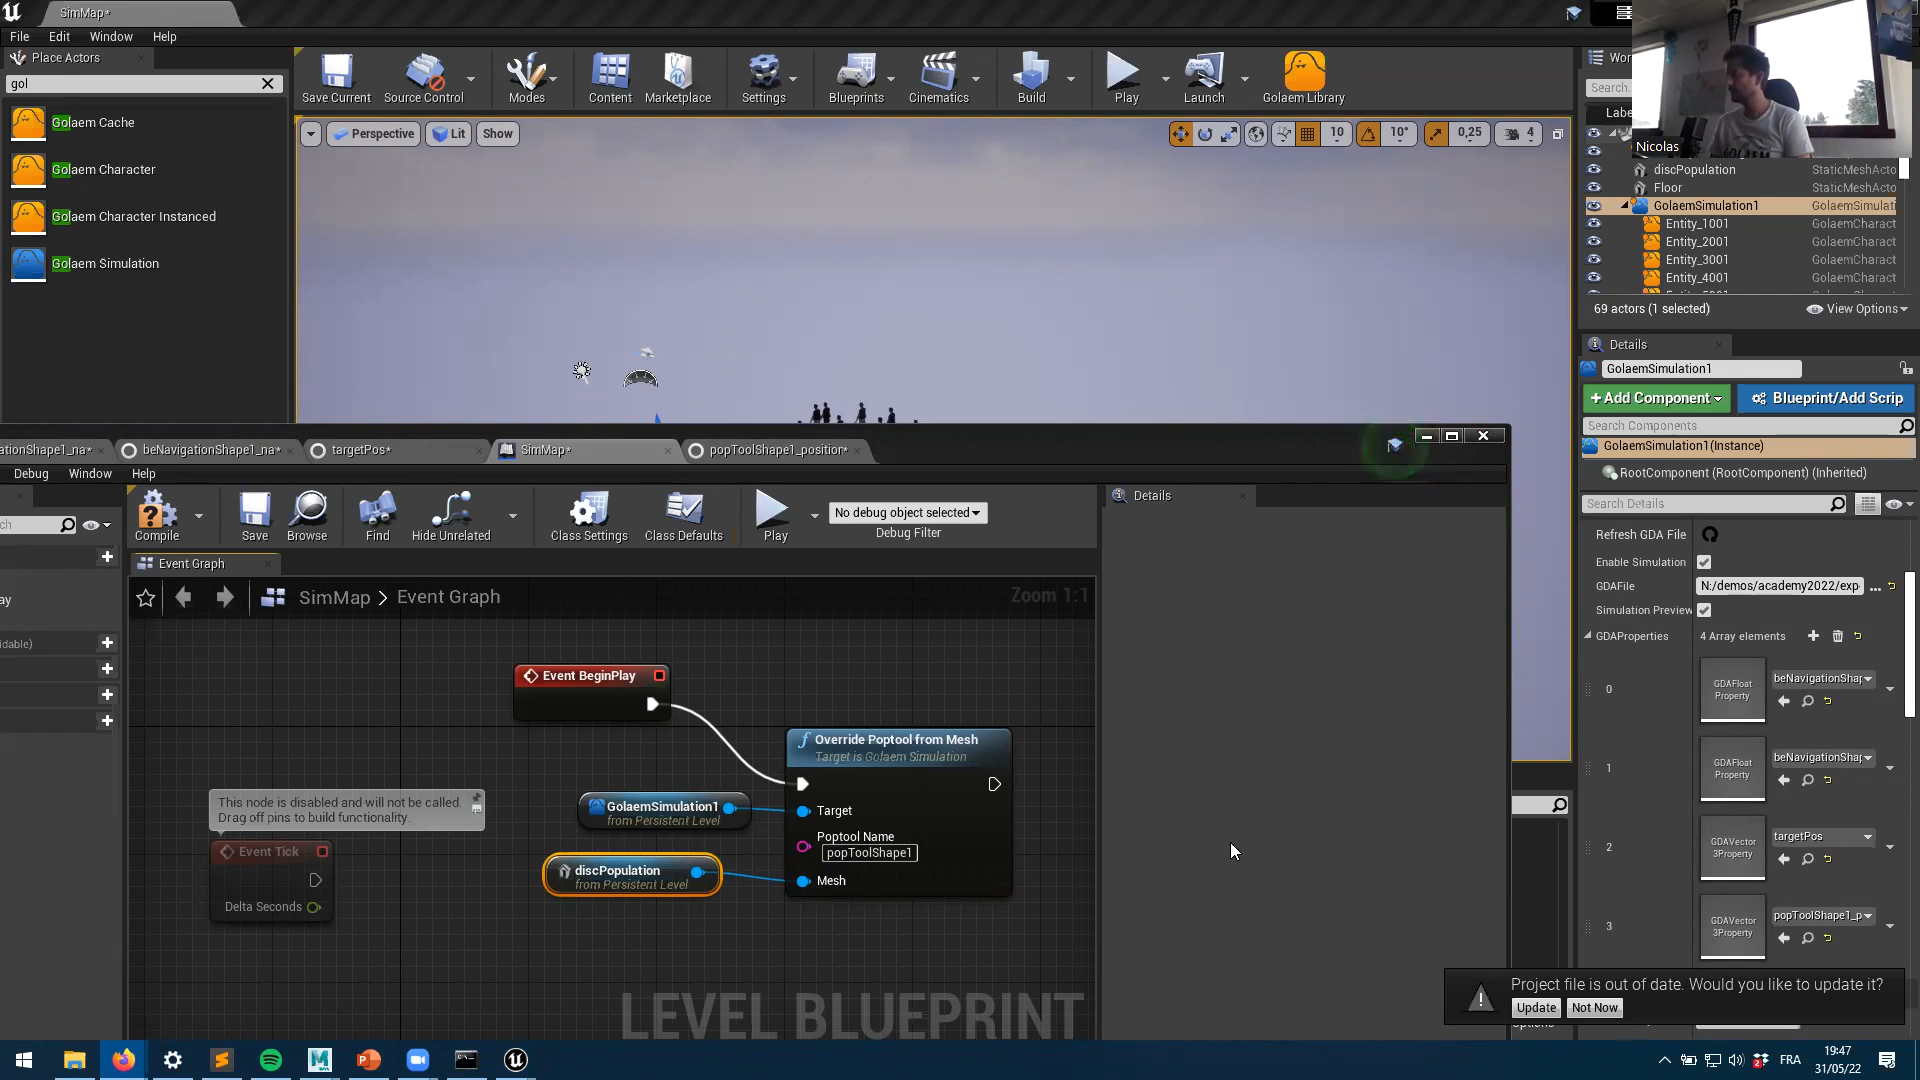 SimMap*
File Edit Window Help
Place Actors
gol
Golaem Cache
Golaem Character
Golaem Character Instanced
Golaem Simulation
Save Current
Source Control
Modes
Content
Marketplace
Settings
Blueprints
Cinematics
Build
Play
Launch
Golaem Library
Perspective
Lit
Show
10
10°
0,25
4
Nicolas
Search
Labe
discPopulation StaticMeshActo
Floor StaticMeshActo
GolaemSimulation1 GolaemSimulati
Entity_1001 GolaemCharact
Entity_2001 GolaemCharact
Entity_3001 GolaemCharact
Entity_4001 GolaemCharact
69 actors (1 selected)
View Options
Details
GolaemSimulation1
+Add Component
Blueprint/Add Scrip
Search Components
GolaemSimulation1(Instance)
RootComponent (RootComponent) (Inherited)
Search Details
Refresh GDA File
Enable Simulation
GDAFile N:/demos/academy2022/exp ...
Simulation Preview
GDAProperties 4 Array elements
0 GDAFloat Property beNavigationShap
1 GDAFloat Property beNavigationShap
2 GDAVector 3Property targetPos
3 GDAVector 3Property popToolShape1_p
ationShape1_na*
beNavigationShape1_na*
targetPos*
SimMap*
popToolShape1_position*
Debug Window Help
Compile
Save
Browse
Find
Hide Unrelated
Class Settings
Class Defaults
Play
No debug object selected
Debug Filter
Details
Event Graph
SimMap > Event Graph
Zoom 1:1
Event BeginPlay
Override Poptool from Mesh
Target is Golaem Simulation
Target
Poptool Name
popToolShape1
Mesh
GolaemSimulation1
from Persistent Level
discPopulation
from Persistent Level
This node is disabled and will not be called.
Drag off pins to build functionality.
Event Tick
Delta Seconds
LEVEL BLUEPRINT
Project file is out of date. Would you like to update it?
Update
Not Now
FRA
19:47
31/05/22